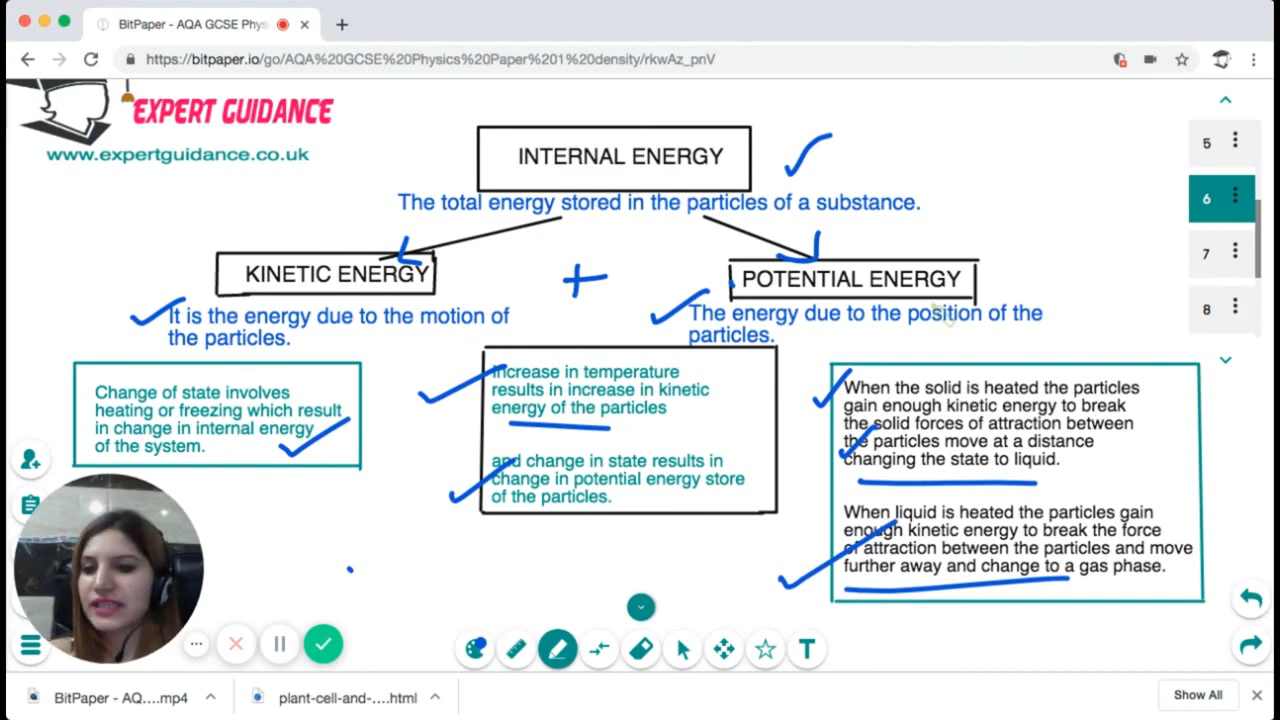 BitPaper - AQA GCSE Phys
https://bitpaper.io/go/AQA%20GCSE%20Physics%20Paper%201%20density/rkwAz_pnV
EXPERT GUIDANCE
www.expertguidance.co.uk
INTERNAL ENERGY
The total energy stored in the particles of a substance.
KINETIC ENERGY
+
POTENTIAL ENERGY
It is the energy due to the motion of
the particles.
The energy due to the position of the
particles.
Change of state involves
heating or freezing which result
in change in internal energy
of the system.
Increase in temperature
results in increase in kinetic
energy of the particles
and change in state results in
change in potential energy store
of the particles.
When the solid is heated the particles
gain enough kinetic energy to break
the solid forces of attraction between
the particles move at a distance
changing the state to liquid.
When liquid is heated the particles gain
enough kinetic energy to break the force
of attraction between the particles and move
further away and change to a gas phase.
5
6
7
8
T
BitPaper - AQ....mp4
plant-cell-and-....html
Show All